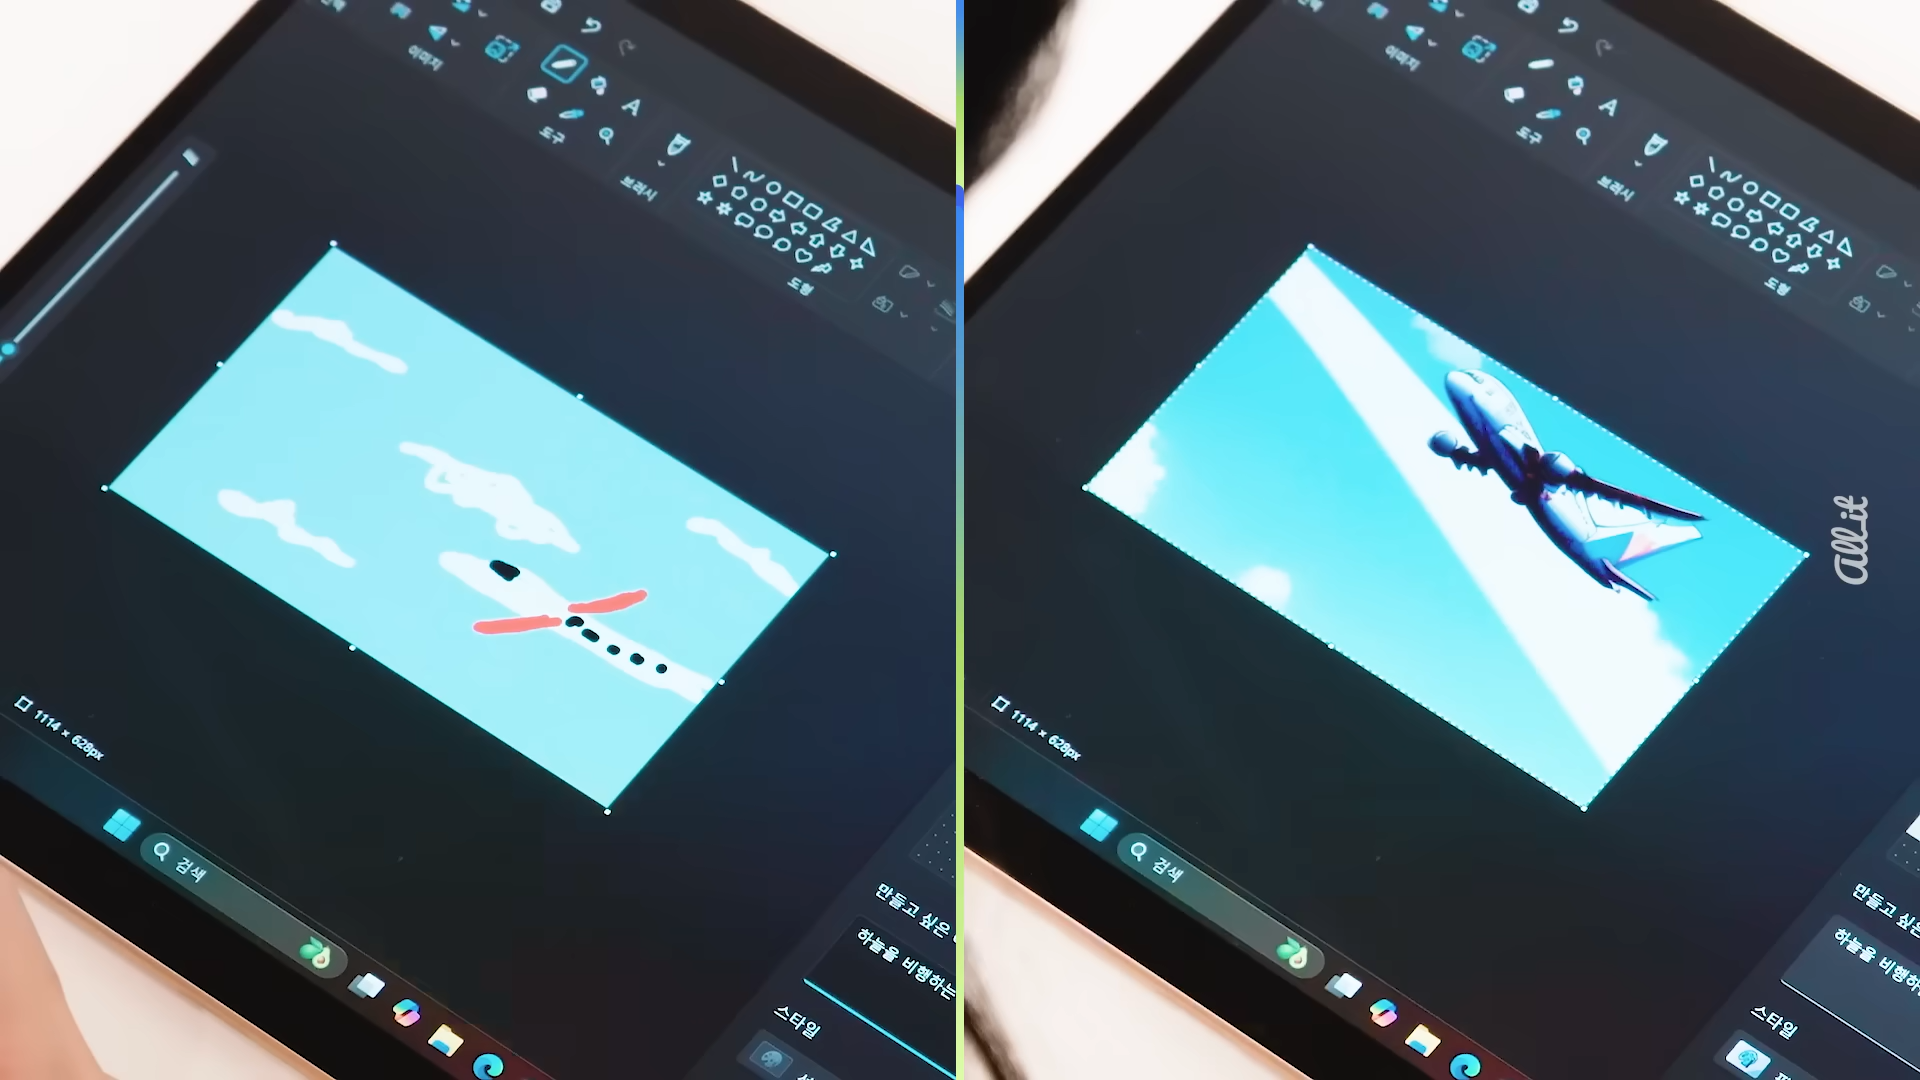 이미지
도구
A
브러시
도형
1114 × 628px
검색
만들고 싶은
하늘을 비행하는
스타일
이미지
도구
A
브러시
도형
1114 × 628px
검색
만들고 싶은
하늘을 비행하
스타일
allit